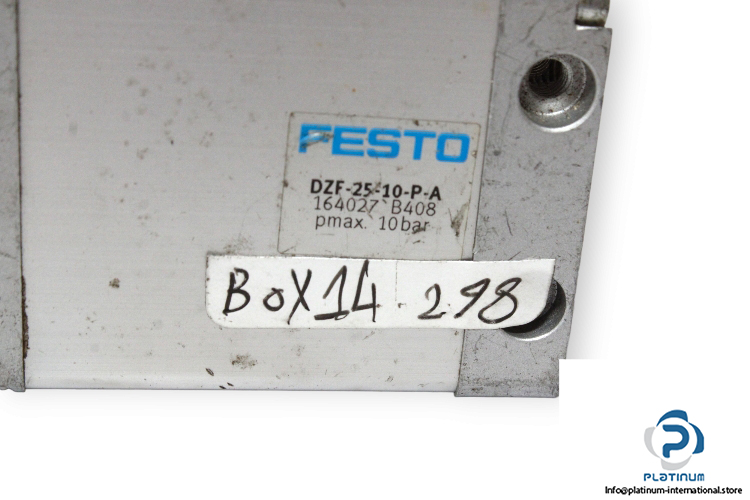 FESTO
DZF-25-10-P-A
164027 B408
pmax. 10bar
BOX14 298
PLATINUM
Info@platinum-international.store